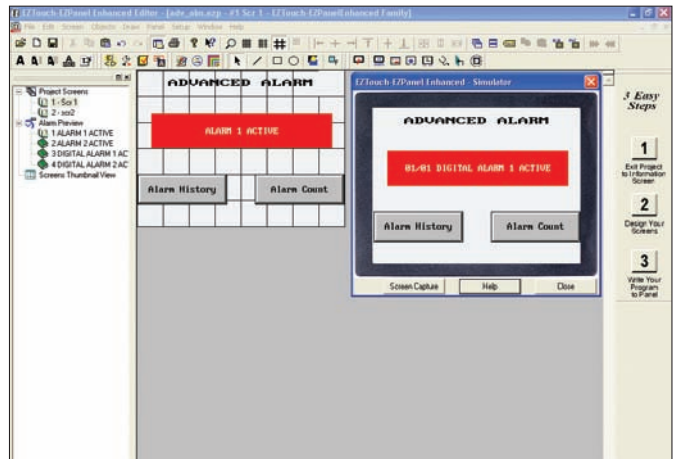 EZTouch-EZPanel Enhanced Editor - [adv_alm.ezp - #1 Scr 1 - EZTouch-EZPanelEnhanced Family]
File Edit Screen Objects Draw Panel Setup Window Help
Project Screens
1 - Scr 1
2 - scr2
Alarm Preview
1 ALARM 1 ACTIVE
2 ALARM 2 ACTIVE
3 DIGITAL ALARM 1 AC
4 DIGITAL ALARM 2 AC
Screens Thumbnail View
ADVANCED ALARM
ALARM 1 ACTIVE
Alarm History
Alarm Count
EZTouch-EZPanel Enhanced - Simulator
ADVANCED ALARM
01/01 DIGITAL ALARM 1 ACTIVE
Alarm History
Alarm Count
Screen Capture
Help
Close
3 Easy
Steps
1
Exit Project
to Information
Screen
2
Design Your
Screens
3
Write Your
Program
to Panel